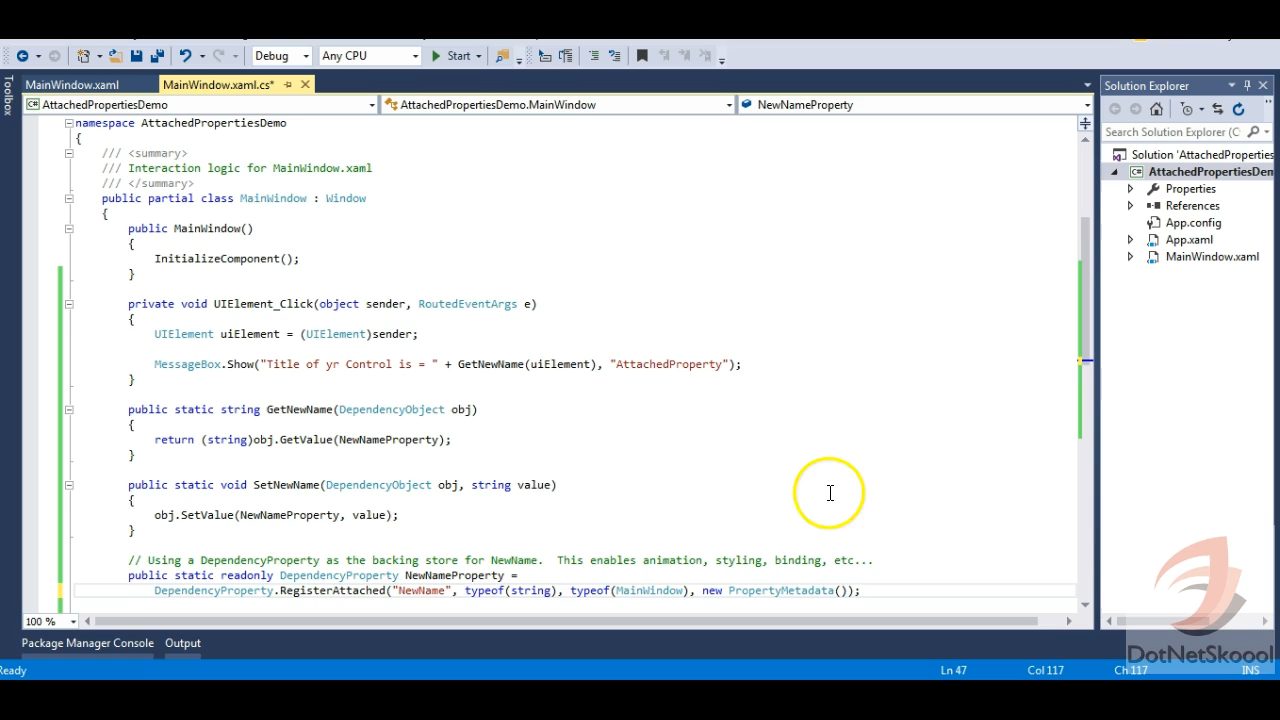 Debug
Any CPU
Start
Toolbox
MainWindow.xaml
MainWindow.xaml.cs*
AttachedPropertiesDemo
AttachedPropertiesDemo.MainWindow
NewNameProperty
namespace AttachedPropertiesDemo
{
/// <summary>
/// Interaction logic for MainWindow.xaml
/// </summary>
public partial class MainWindow : Window
{
public MainWindow()
{
InitializeComponent();
}
private void UIElement_Click(object sender, RoutedEventArgs e)
{
UIElement uiElement = (UIElement)sender;
MessageBox.Show("Title of yr Control is = " + GetNewName(uiElement), "AttachedProperty");
}
public static string GetNewName(DependencyObject obj)
{
return (string)obj.GetValue(NewNameProperty);
}
public static void SetNewName(DependencyObject obj, string value)
{
obj.SetValue(NewNameProperty, value);
}
// Using a DependencyProperty as the backing store for NewName.  This enables animation, styling, binding, etc...
public static readonly DependencyProperty NewNameProperty =
DependencyProperty.RegisterAttached("NewName", typeof(string), typeof(MainWindow), new PropertyMetadata());
100 %
Solution Explorer
Search Solution Explorer (C
Solution 'AttachedProperties
AttachedPropertiesDem
Properties
References
App.config
App.xaml
MainWindow.xaml
Package Manager Console
Output
DotNetSkoool
Ready
Ln 47
Col 117
Ch 117
INS